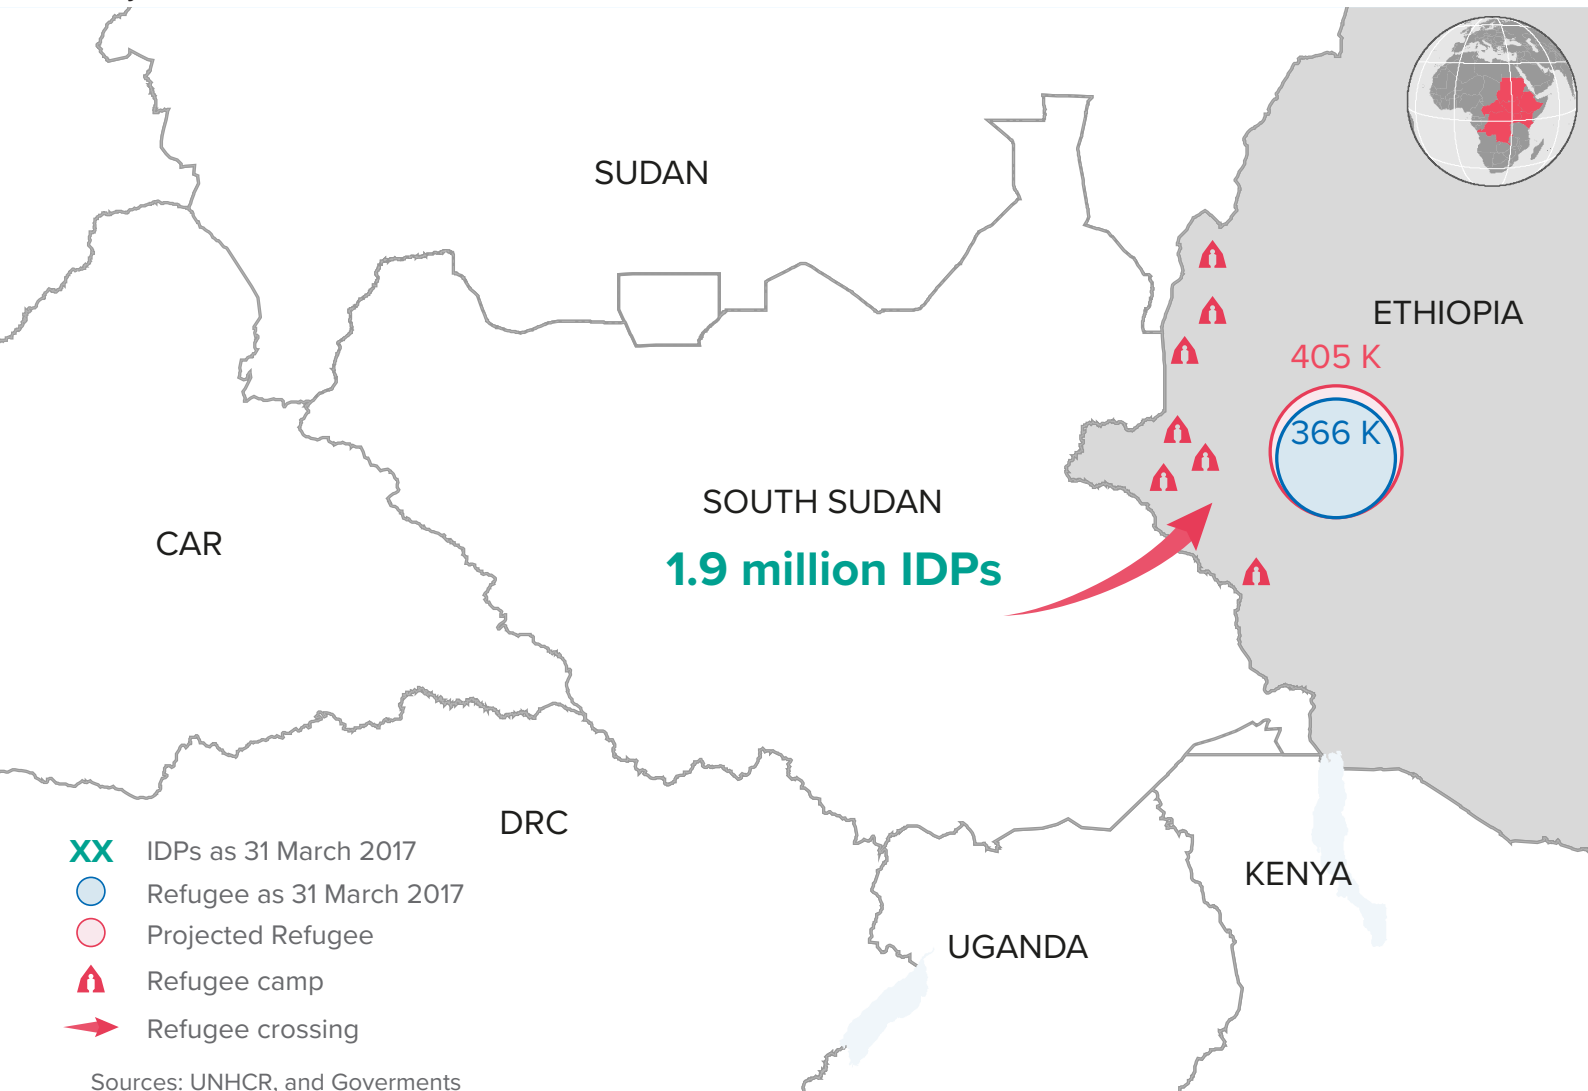 SUDAN
ETHIOPIA
405 K
366 K
SOUTH SUDAN
1.9 million IDPs
CAR
DRC
KENYA
UGANDA
XX IDPs as 31 March 2017
Refugee as 31 March 2017
Projected Refugee
Refugee camp
Refugee crossing
Sources: UNHCR, and Goverments